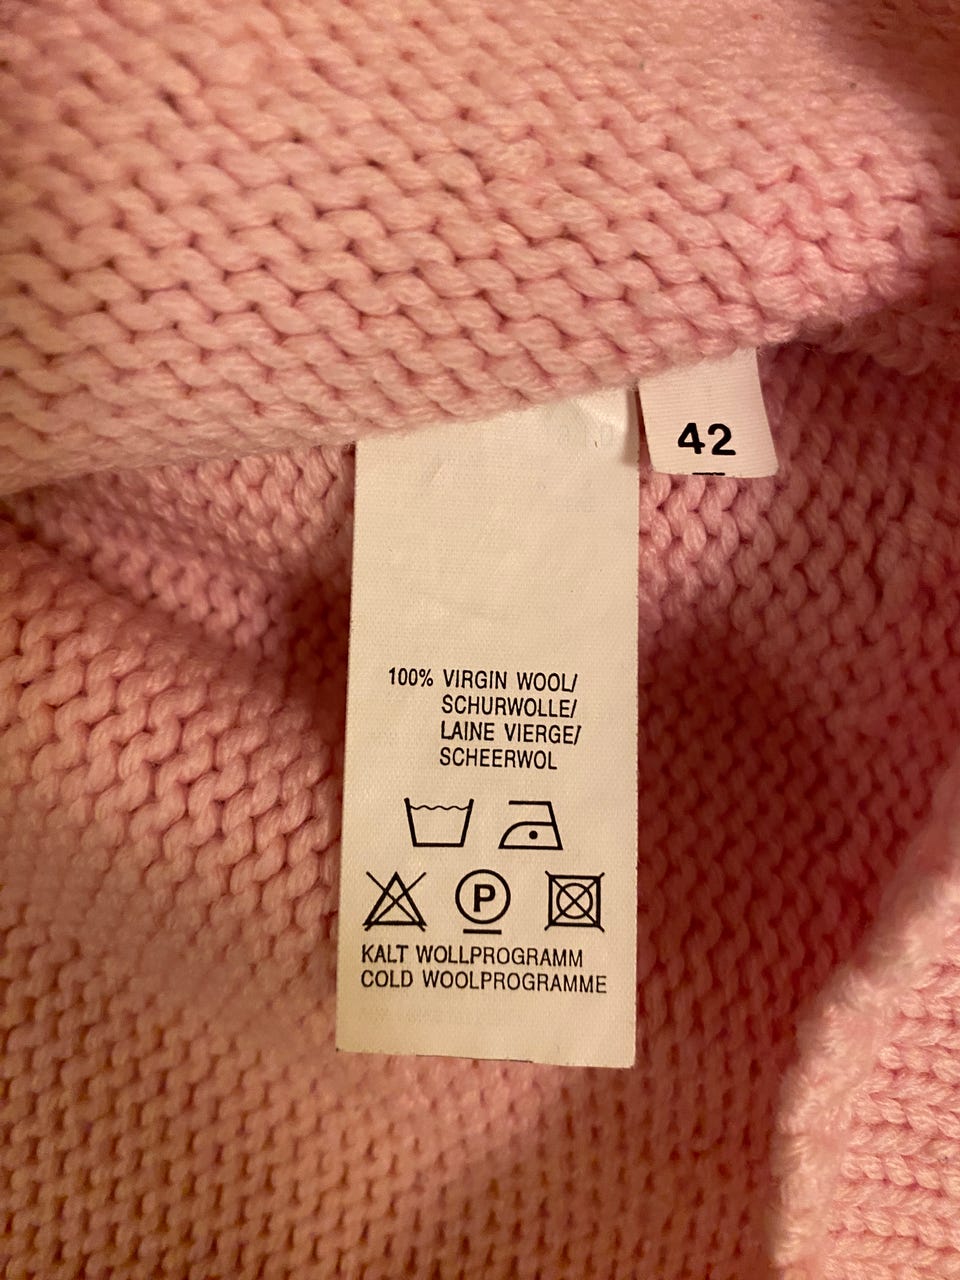 42
100% VIRGIN WOOL/
SCHURWOLLE/
LAINE VIERGE/
SCHEERWOL
P
KALT WOLLPROGRAMM
COLD WOOLPROGRAMME